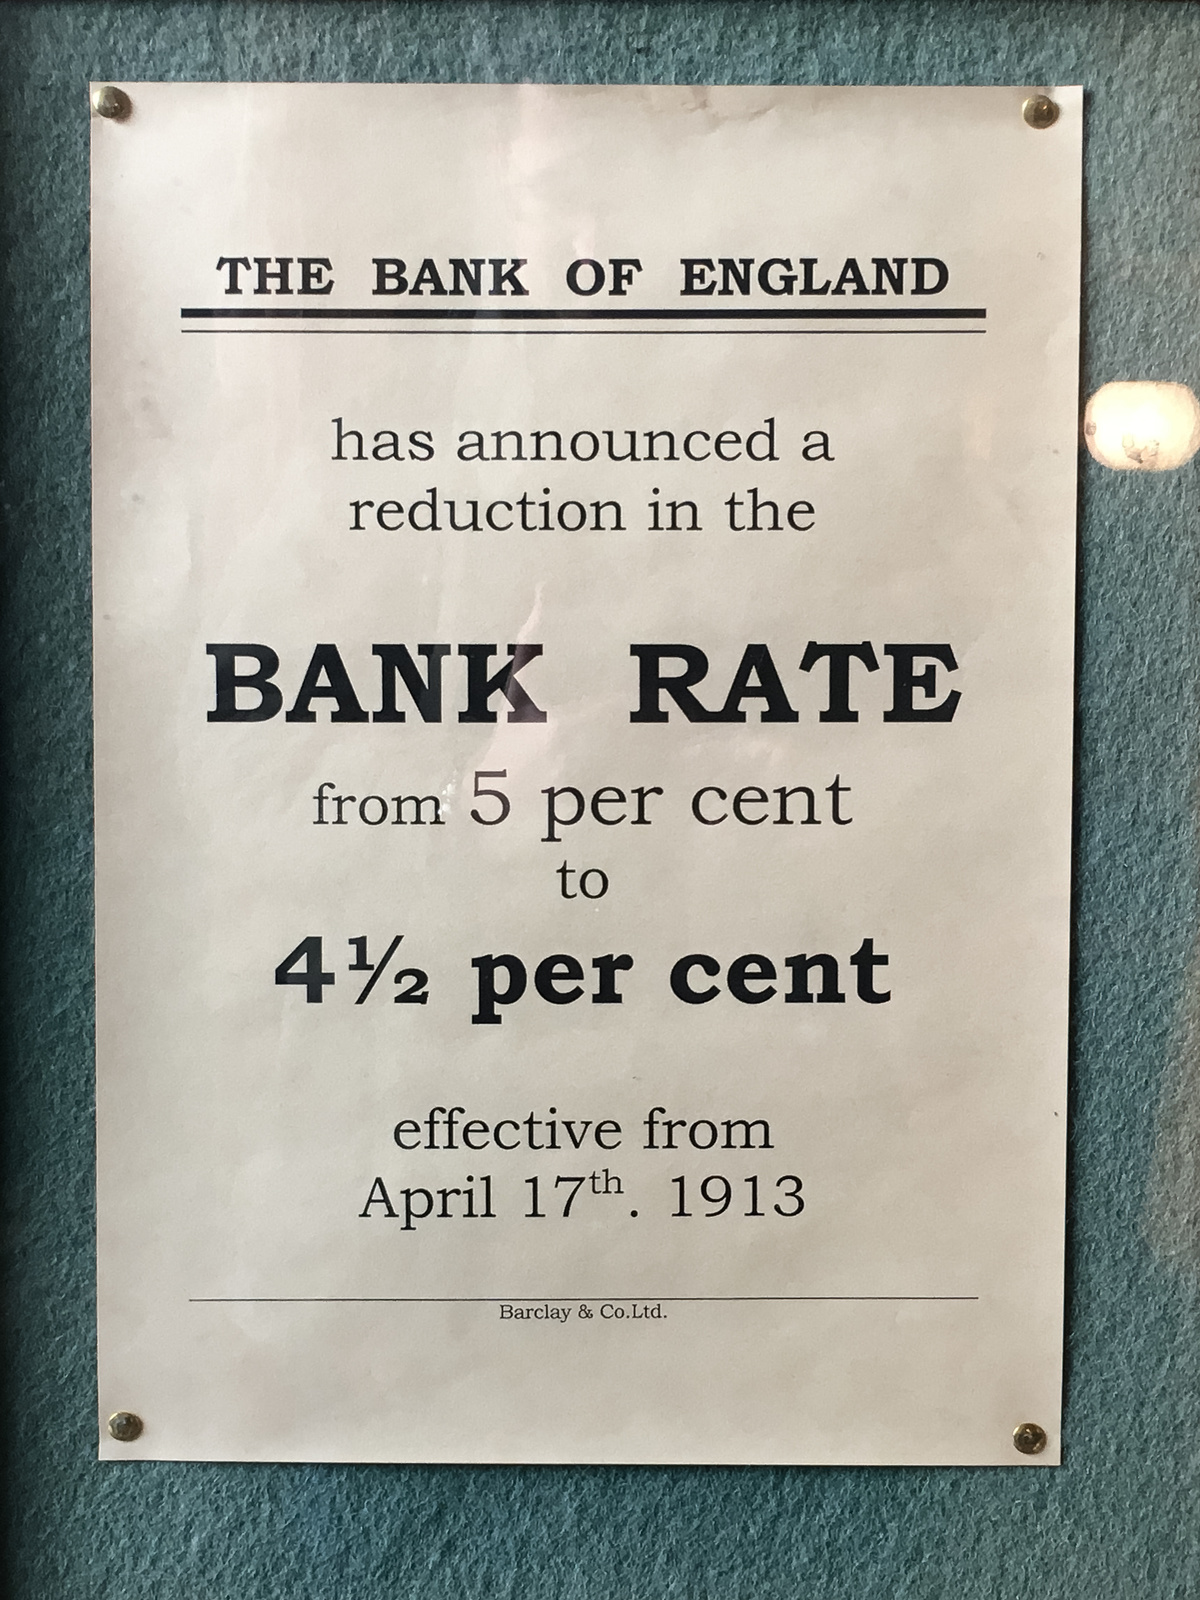 THE BANK OF ENGLAND
has announced a
reduction in the
BANK RATE
from 5 per cent
to
4½ per cent
effective from
April 17th. 1913
Barclay & Co.Ltd.